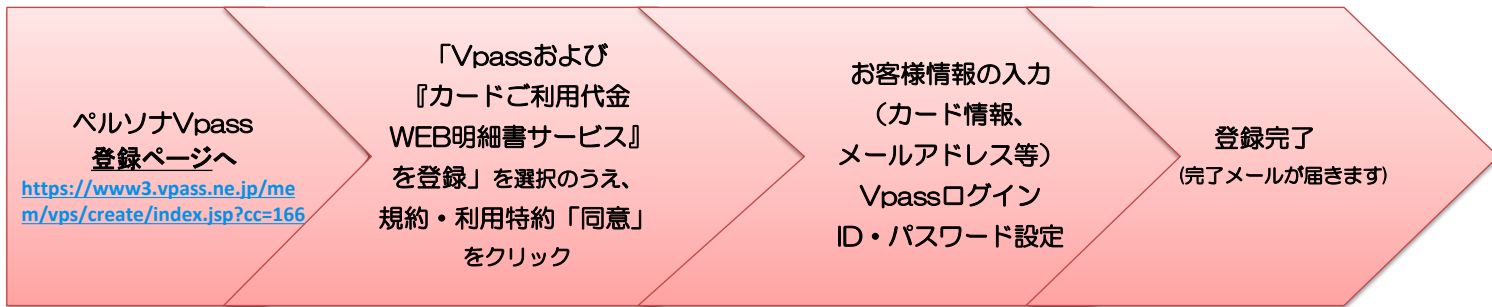 ペルソナVpass
登録ページへ
https://www3.vpass.ne.jp/me
m/vps/create/index.jsp?cc=166
「Vpassおよび
『カードご利用代金
WEB明細書サービス』
を登録」を選択のうえ、
規約・利用特約「同意」
をクリック
お客様情報の入力
（カード情報、
メールアドレス等）
Vpassログイン
ID・パスワード設定
登録完了
(完了メールが届きます)